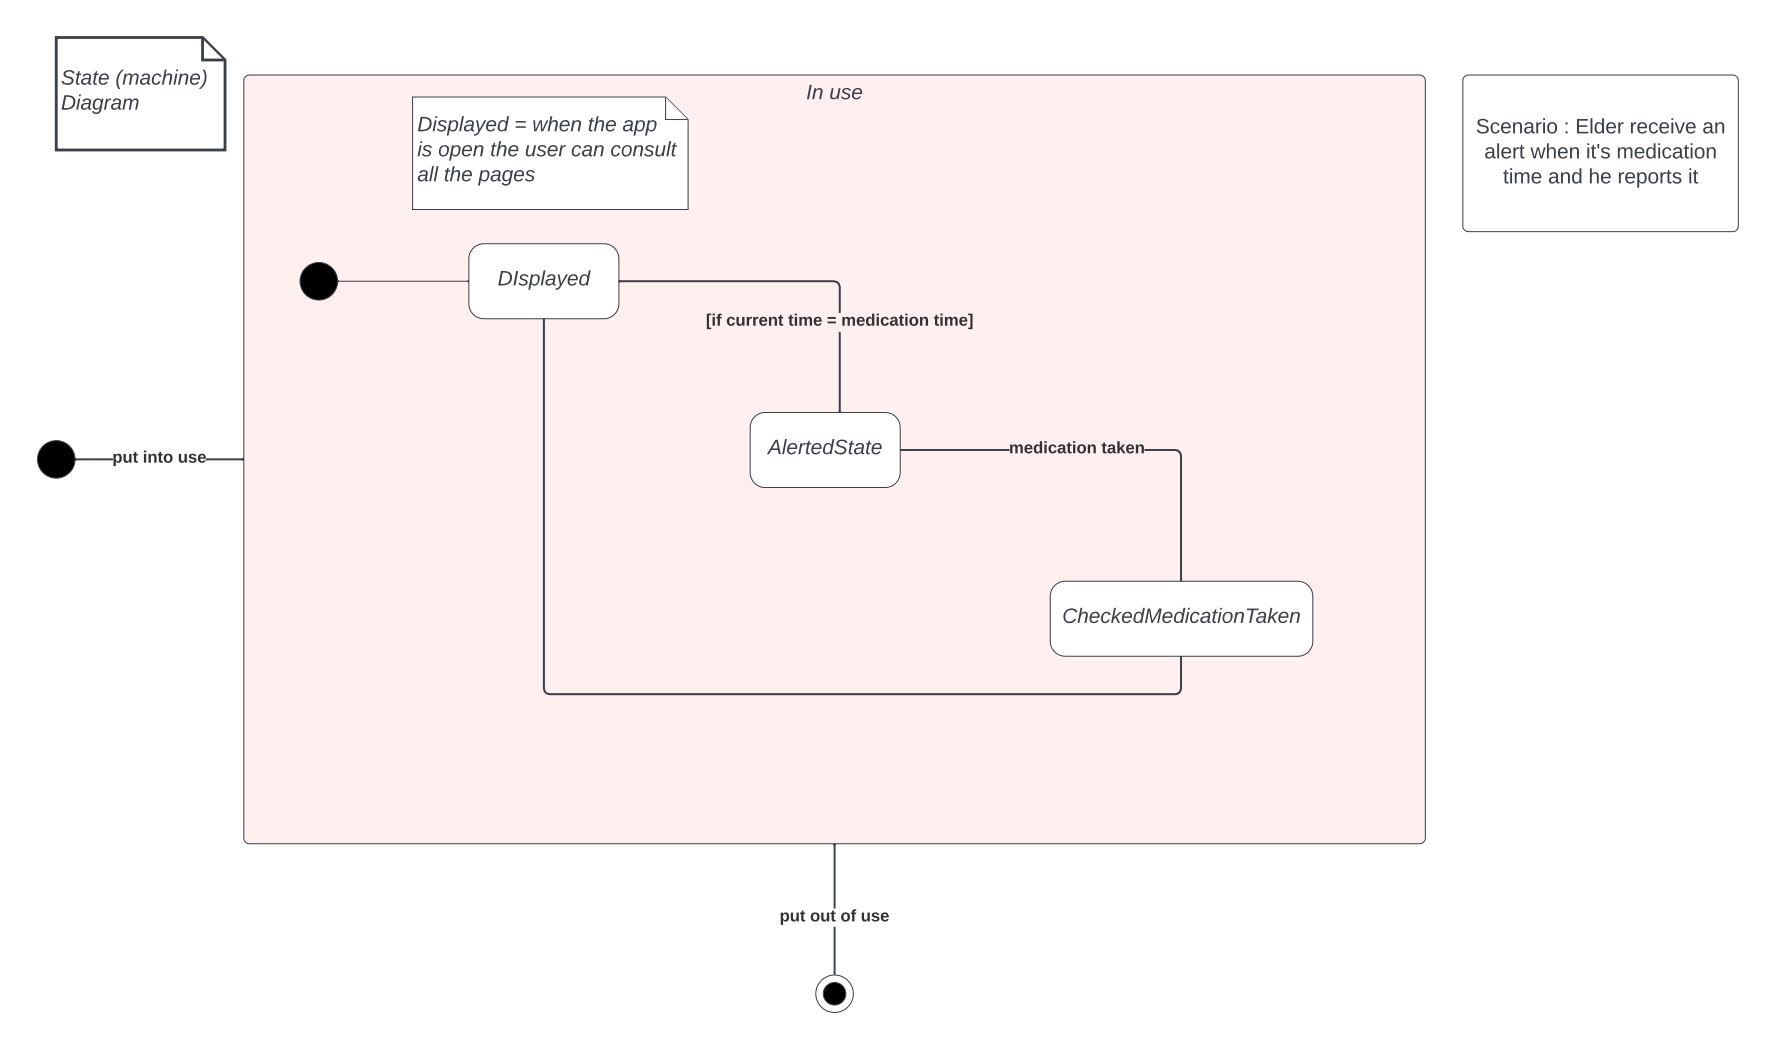 State (machine)
Diagram
In use
Displayed = when the app
is open the user can consult
all the pages
Scenario : Elder receive an
alert when it's medication
time and he reports it
DIsplayed
[if current time = medication time]
AlertedState
medication taken
put into use
CheckedMedicationTaken
put out of use